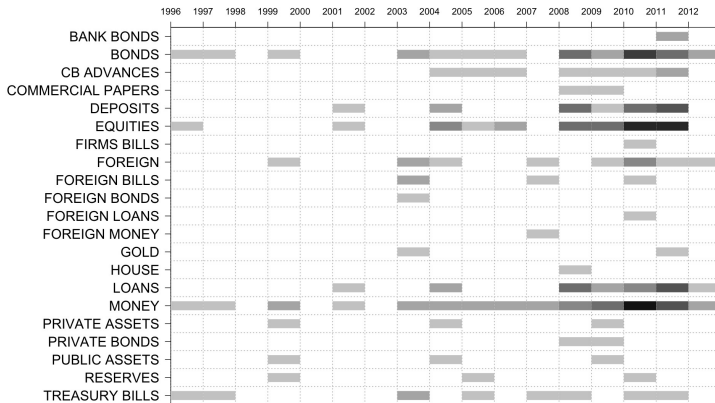 1996 1997 1998 1999 2000 2001 2002 2003 2004 2005 2006 2007 2008 2009 2010 2011 2012
BANK BONDS
BONDS
CB ADVANCES
COMMERCIAL PAPERS
DEPOSITS
EQUITIES
FIRMS BILLS
FOREIGN
FOREIGN BILLS
FOREIGN BONDS
FOREIGN LOANS
FOREIGN MONEY
GOLD
HOUSE
LOANS
MONEY
PRIVATE ASSETS
PRIVATE BONDS
PUBLIC ASSETS
RESERVES
TREASURY BILLS